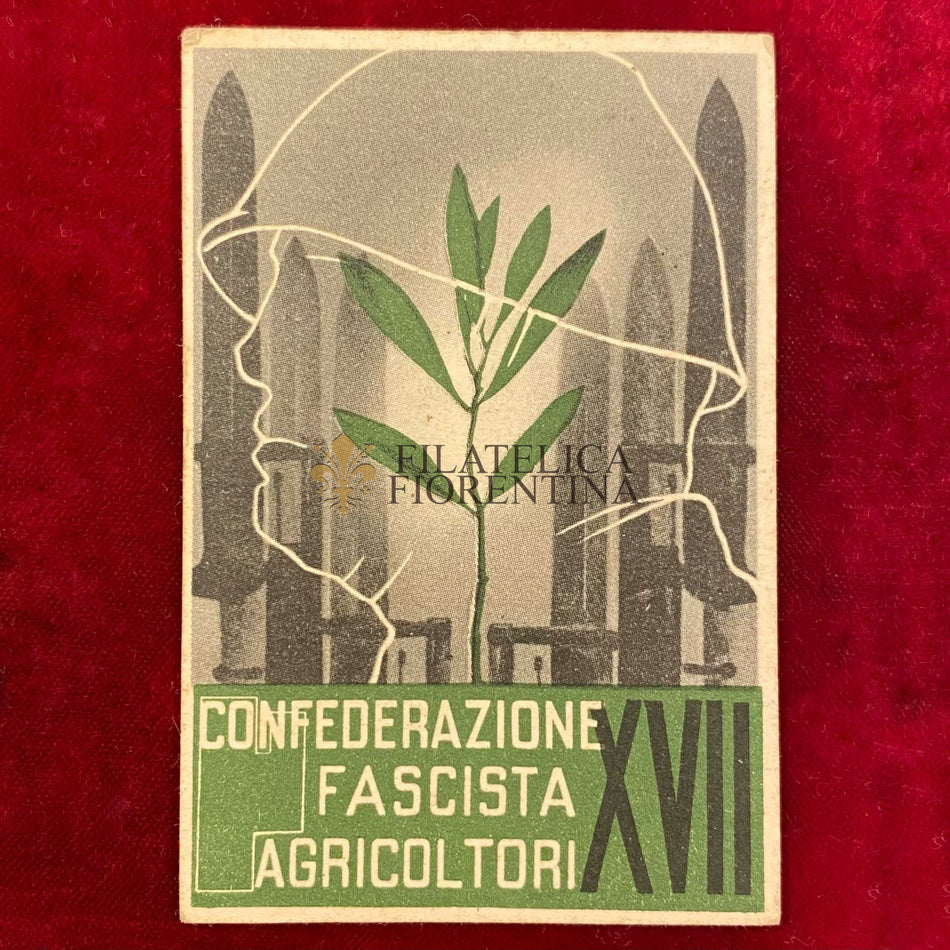 FILATELICA
FIORENTINA
CONFEDERAZIONE
FASCISTA
AGRICOLTORI
XVII